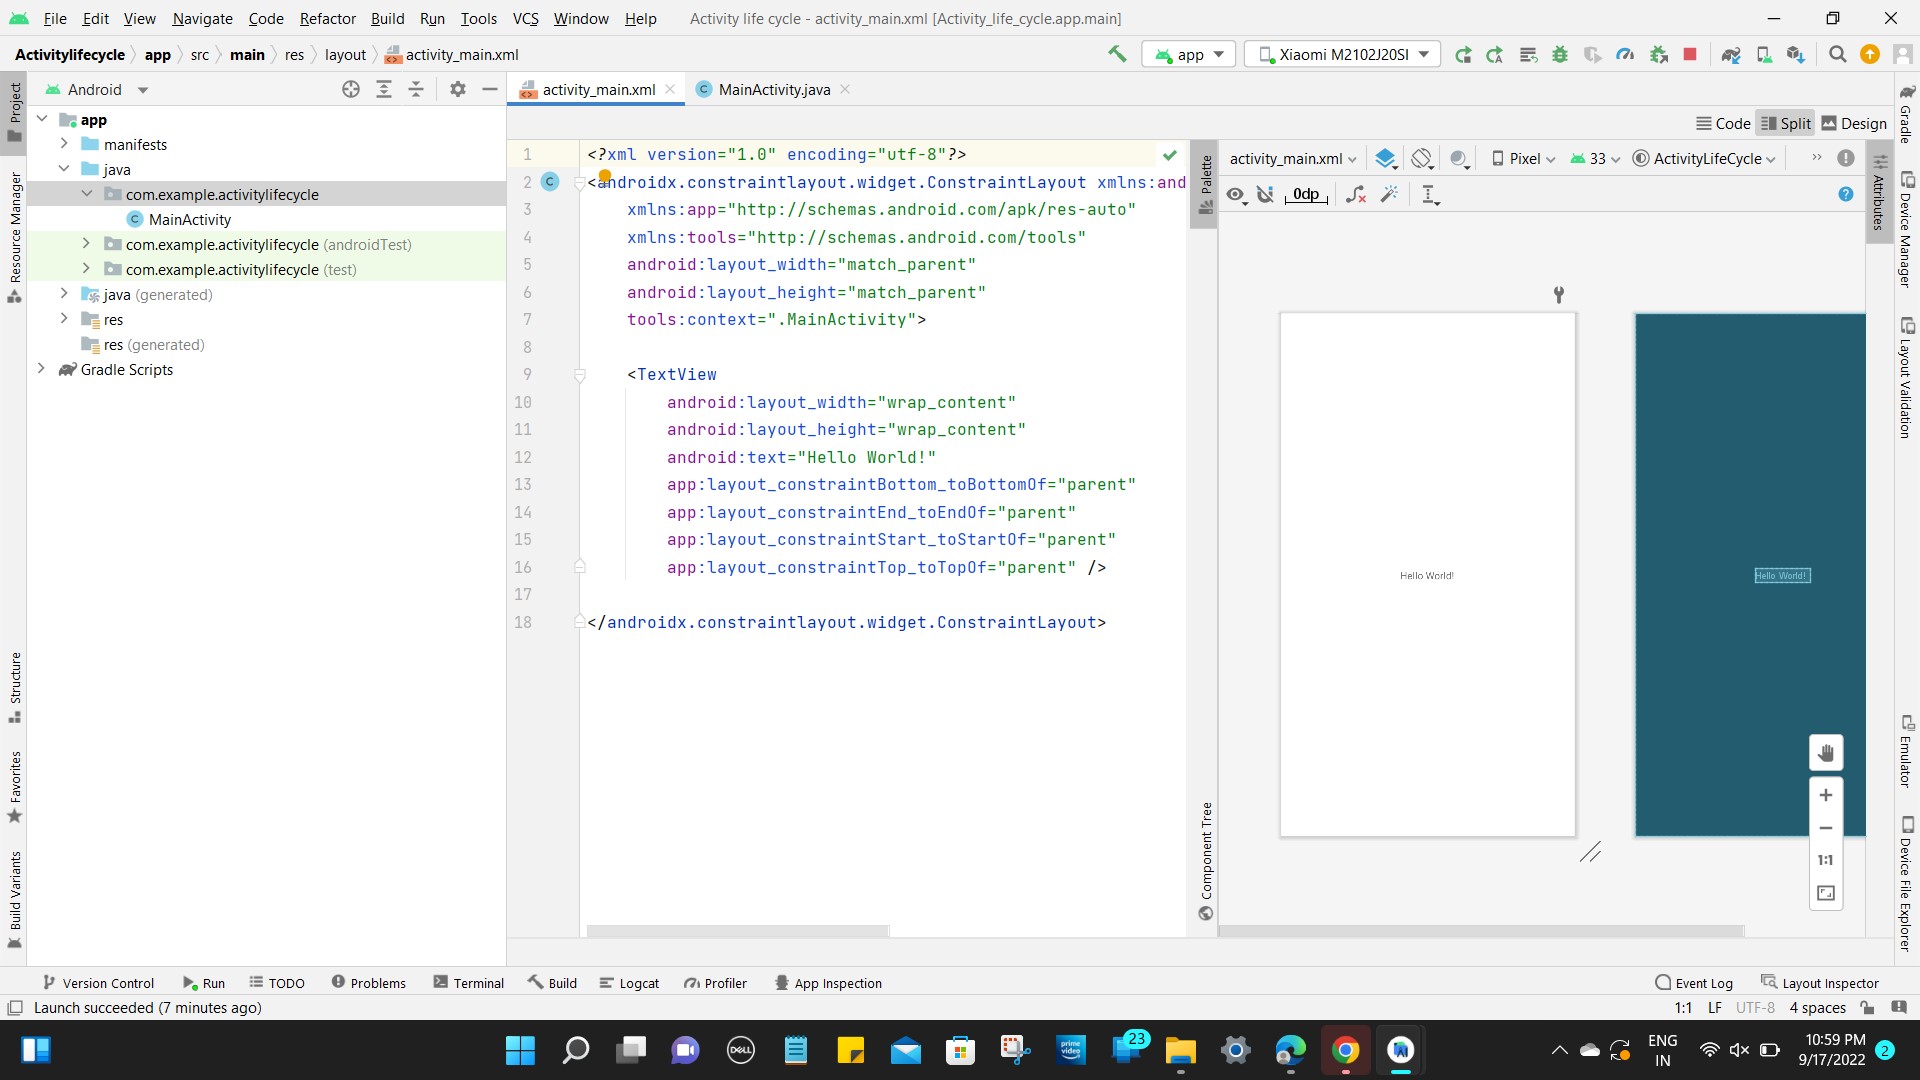 File Edit View Navigate Code Refactor Build Run Tools VCS Window Help Activity life cycle - activity_main.xml [Activity_life_cycle.app.main]
Activitylifecycle app src main res layout activity_main.xml app Xiaomi M2102J20SI
Android
activity_main.xml MainActivity.java
Code Split Design
Project
Resource Manager
Structure
Favorites
Build Variants
app
manifests
java
com.example.activitylifecycle
MainActivity
com.example.activitylifecycle (androidTest)
com.example.activitylifecycle (test)
java (generated)
res
res (generated)
Gradle Scripts
1 <?xml version="1.0" encoding="utf-8"?>
2 <androidx.constraintlayout.widget.ConstraintLayout xmlns:and
3 xmlns:app="http://schemas.android.com/apk/res-auto"
4 xmlns:tools="http://schemas.android.com/tools"
5 android:layout_width="match_parent"
6 android:layout_height="match_parent"
7 tools:context=".MainActivity">
8
9 <TextView
10 android:layout_width="wrap_content"
11 android:layout_height="wrap_content"
12 android:text="Hello World!"
13 app:layout_constraintBottom_toBottomOf="parent"
14 app:layout_constraintEnd_toEndOf="parent"
15 app:layout_constraintStart_toStartOf="parent"
16 app:layout_constraintTop_toTopOf="parent" />
17
18 </androidx.constraintlayout.widget.ConstraintLayout>
Palette
Component Tree
activity_main.xml Pixel 33 ActivityLifeCycle
0dp
Hello World!
Hello World!
1:1
Attributes
Gradle
Device Manager
Layout Validation
Emulator
Device File Explorer
Version Control Run TODO Problems Terminal Build Logcat Profiler App Inspection Event Log Layout Inspector
Launch succeeded (7 minutes ago) 1:1 LF UTF-8 4 spaces
DELL
prime video
23
ENG
IN
10:59 PM
9/17/2022
2